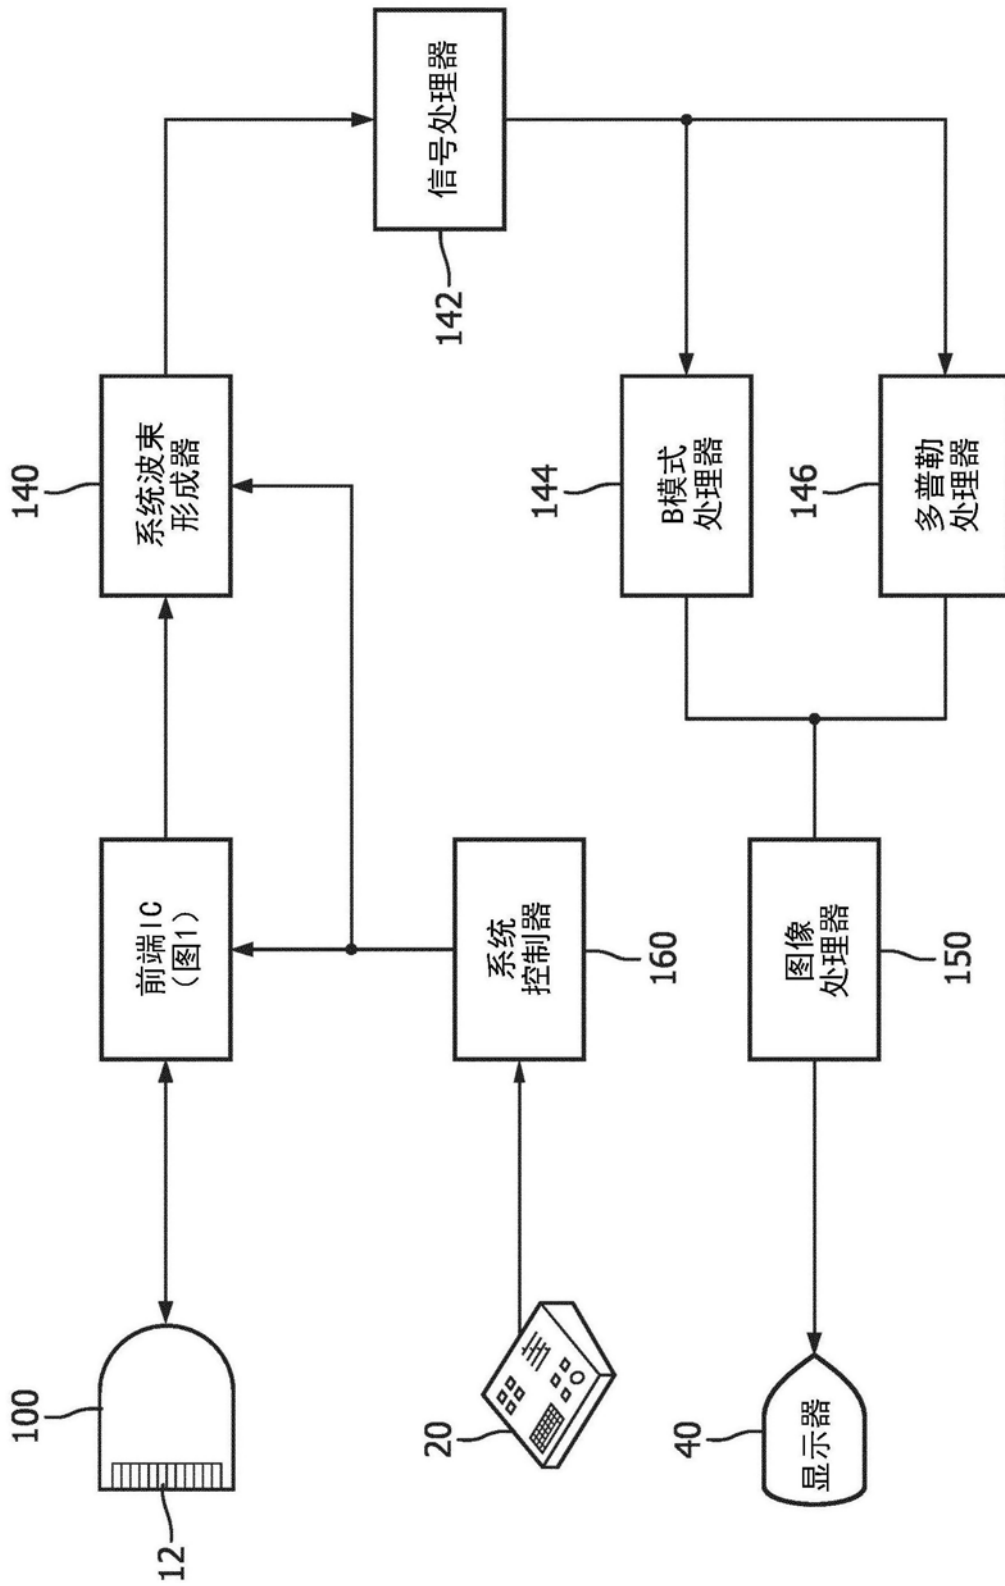 100
12
前端IC
(图1)
140
系统波束
形成器
142
信号处理器
20
系统
控制器
160
144
B模式
处理器
146
多普勒
处理器
图像
处理器
150
40
显示器